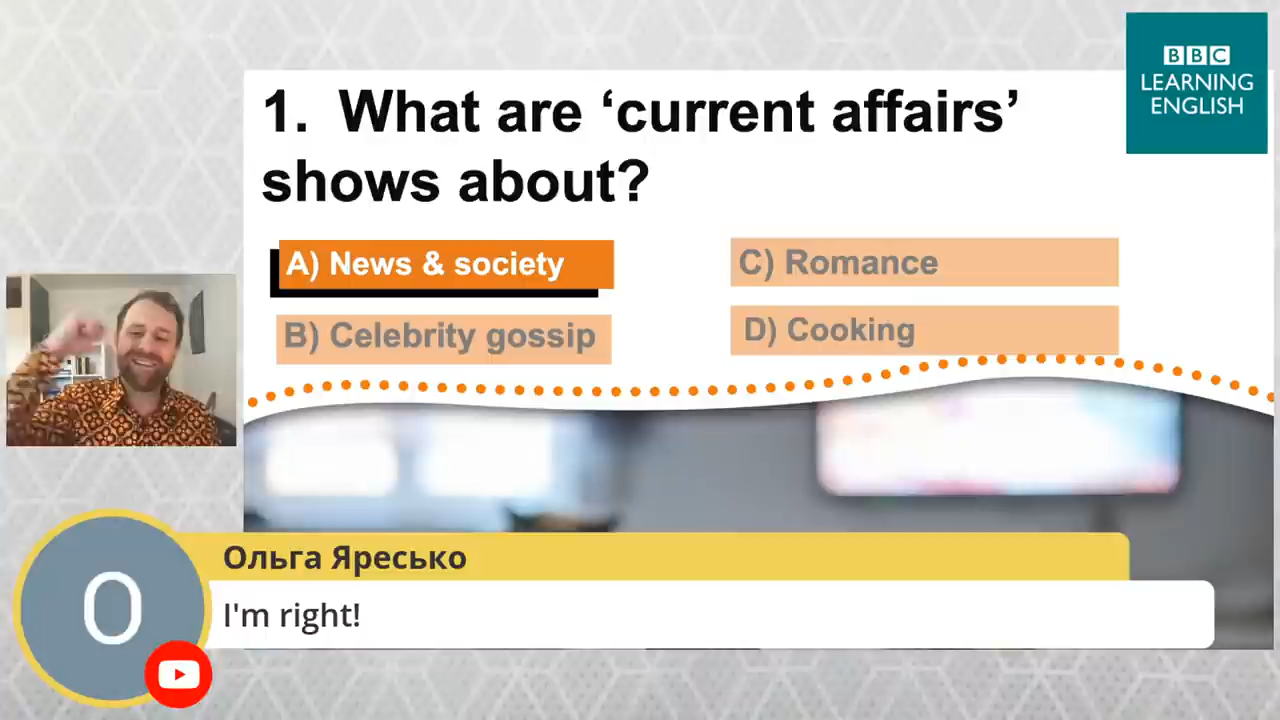 1. What are ‘current affairs’
shows about?
BBC
LEARNING
ENGLISH
A) News & society
C) Romance
B) Celebrity gossip
D) Cooking
O
Ольга Яресько
I'm right!